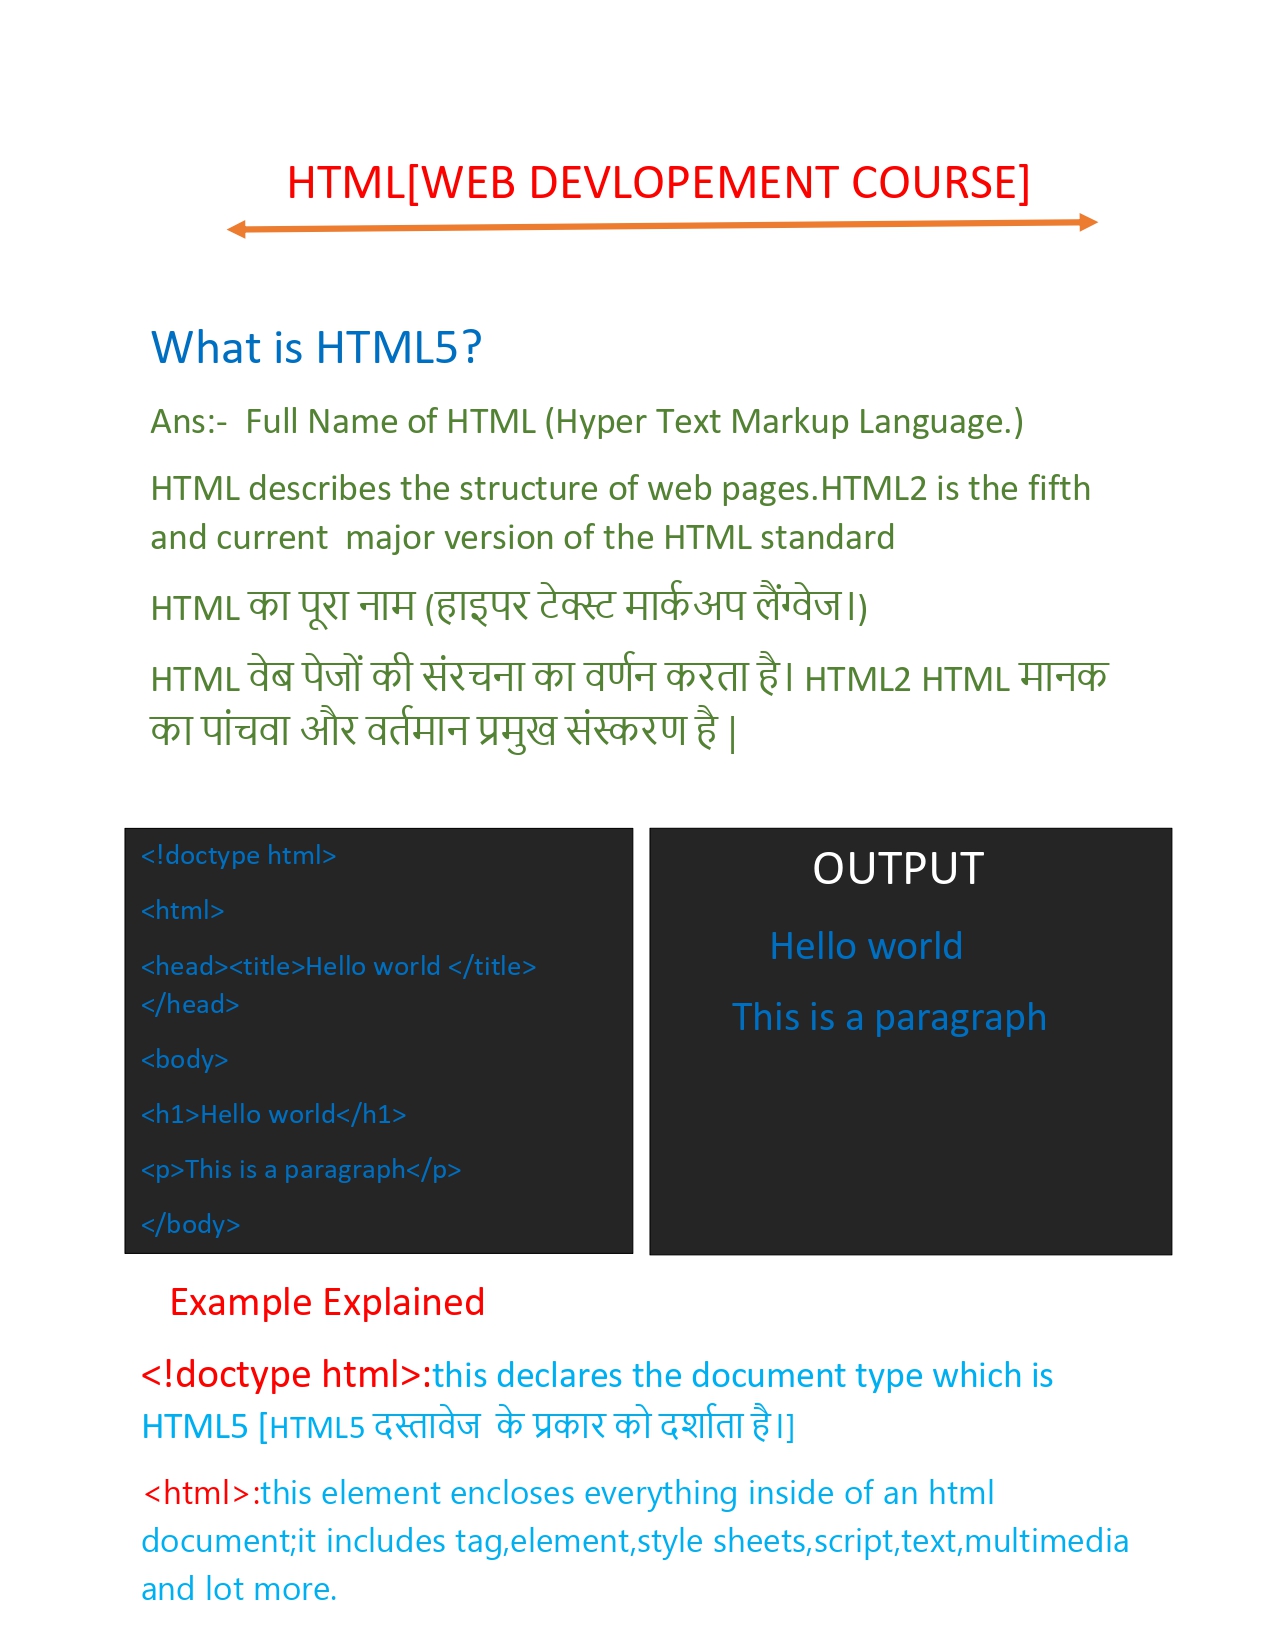 HTML[WEB DEVLOPEMENT COURSE]
What is HTML5?
Ans:-  Full Name of HTML (Hyper Text Markup Language.)
HTML describes the structure of web pages.HTML2 is the fifth
and current  major version of the HTML standard
HTML का पूरा नाम (हाइपर टेक्स्ट मार्कअप लैंग्वेज।)
HTML वेब पेजों की संरचना का वर्णन करता है। HTML2 HTML मानक
का पांचवा और वर्तमान प्रमुख संस्करण है |
<!doctype html>
<html>
<head><title>Hello world </title>
</head>
<body>
<h1>Hello world</h1>
<p>This is a paragraph</p>
</body>
OUTPUT
Hello world
This is a paragraph
Example Explained
<!doctype html>:this declares the document type which is
HTML5 [HTML5 दस्तावेज  के प्रकार को दर्शाता है।]
<html>:this element encloses everything inside of an html
document;it includes tag,element,style sheets,script,text,multimedia
and lot more.